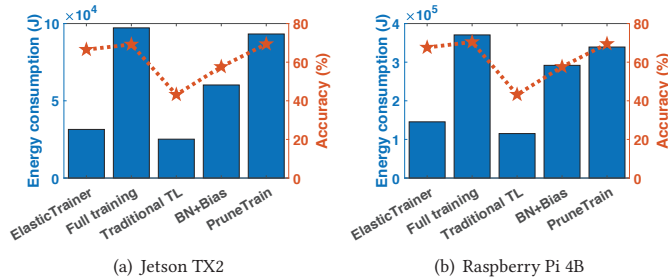 ×10⁴
Energy consumption (J)
10
5
0
Accuracy (%)
80
60
40
20
0
ElasticTrainer
Full training
Traditional TL
BN+Bias
PruneTrain
(a) Jetson TX2
×10⁵
Energy consumption (J)
4
3
2
1
0
Accuracy (%)
80
60
40
20
0
ElasticTrainer
Full training
Traditional TL
BN+Bias
PruneTrain
(b) Raspberry Pi 4B